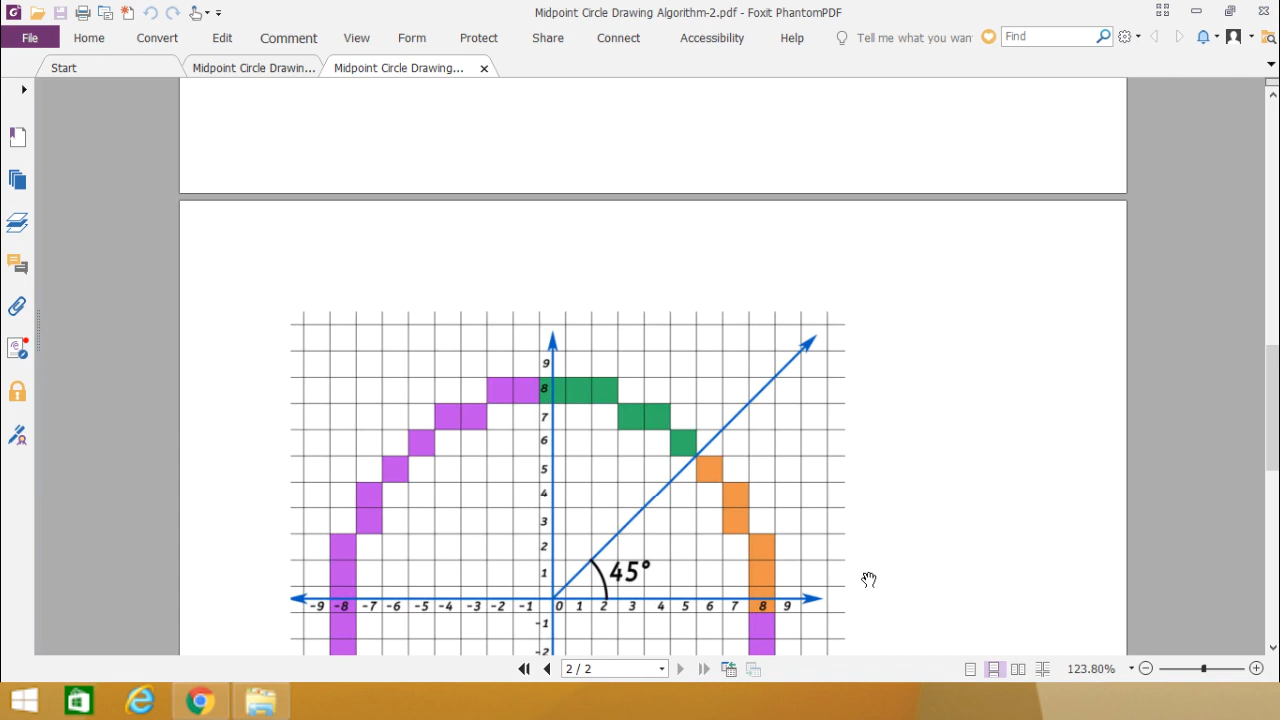 Midpoint Circle Drawing Algorithm-2.pdf - Foxit PhantomPDF
File Home Convert Edit Comment View Form Protect Share Connect Accessibility Help Tell me what you want Find
Start Midpoint Circle Drawin... Midpoint Circle Drawing...
9
8
7
6
5
4
3
2
1
45°
-9 -8 -7 -6 -5 -4 -3 -2 -1 0 1 2 3 4 5 6 7 8 9
-1
-2
2 / 2 123.80%